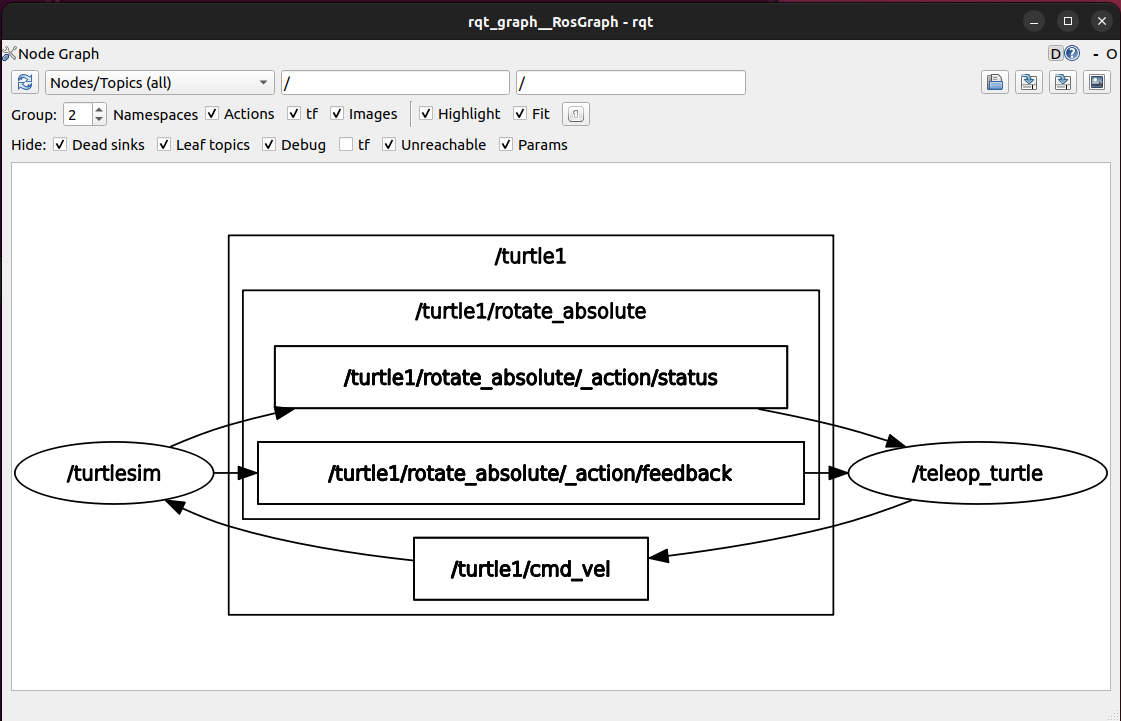 rqt_graph__RosGraph - rqt
Node Graph
D ? - O
Nodes/Topics (all) / /
Group: 2 Namespaces Actions tf Images Highlight Fit
Hide: Dead sinks Leaf topics Debug tf Unreachable Params
/turtle1
/turtle1/rotate_absolute
/turtle1/rotate_absolute/_action/status
/turtlesim
/turtle1/rotate_absolute/_action/feedback
/teleop_turtle
/turtle1/cmd_vel